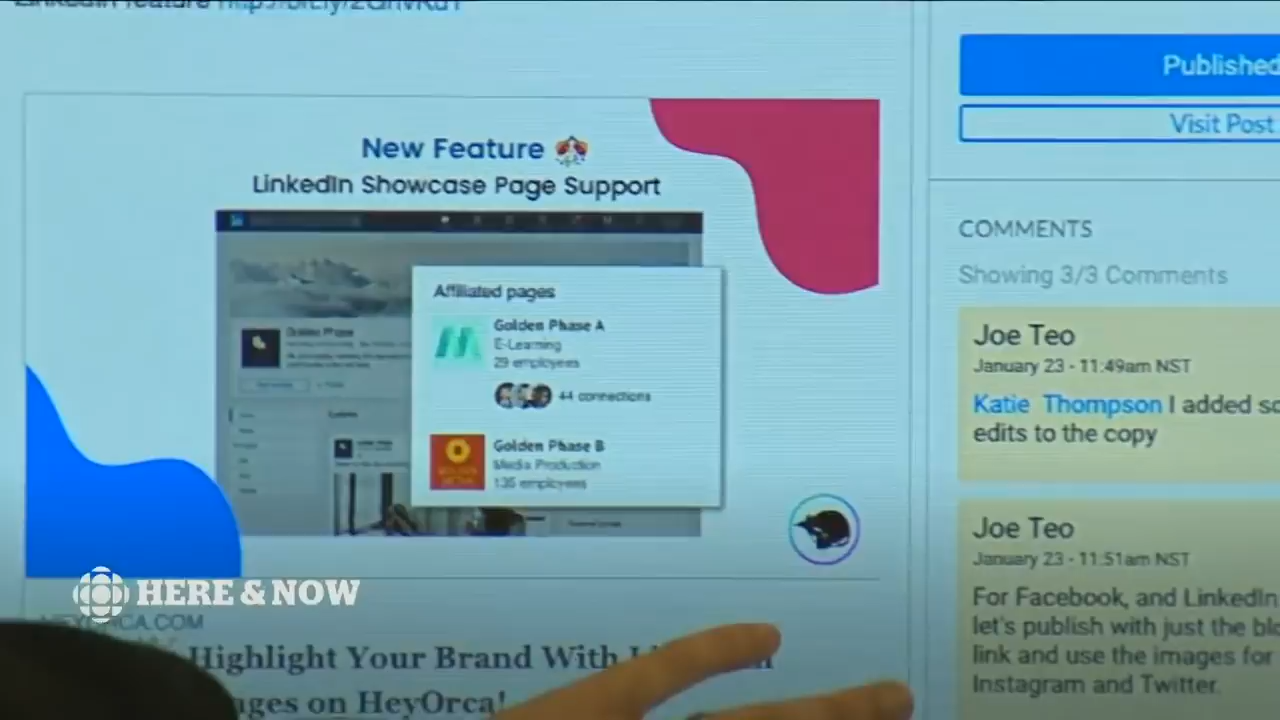 LinkedIn feature
New Feature
LinkedIn Showcase Page Support
Affiliated pages
Golden Phase A
E-Learning
29 employees
44 connections
Golden Phase B
Media Production
135 employees
HERE & NOW
Highlight Your Brand With
on HeyOrca!
Published
Visit Post
COMMENTS
Showing 3/3 Comments
Joe Teo
January 23 - 11:49am NST
Katie Thompson I added
edits to the copy
Joe Teo
January 23 - 11:51am NST
For Facebook, and LinkedIn
let's publish with just the
link and use the images for
Instagram and Twitter.